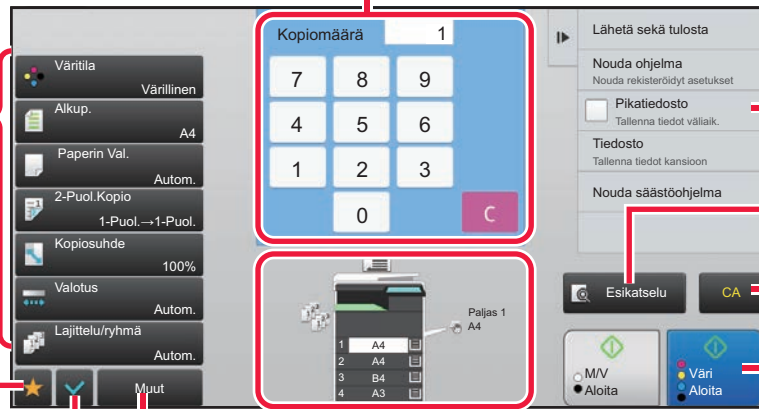 Väritila
Värillinen
Alkup.
A4
Paperin Val.
Autom.
2-Puol.Kopio
1-Puol.→1-Puol.
Kopiosuhde
100%
Valotus
Autom.
Lajittelu/ryhmä
Autom.
Muut
Kopiomäärä 1
7 8 9
4 5 6
1 2 3
0 C
Paljas 1
A4
1 A4
2 A4
3 B4
4 A3
Lähetä sekä tulosta
Nouda ohjelma
Nouda rekisteröidyt asetukset
Pikatiedosto
Tallenna tiedot väliaik.
Tiedosto
Tallenna tiedot kansioon
Nouda säästöohjelma
Esikatselu
CA
M/V
Aloita
Väri
Aloita